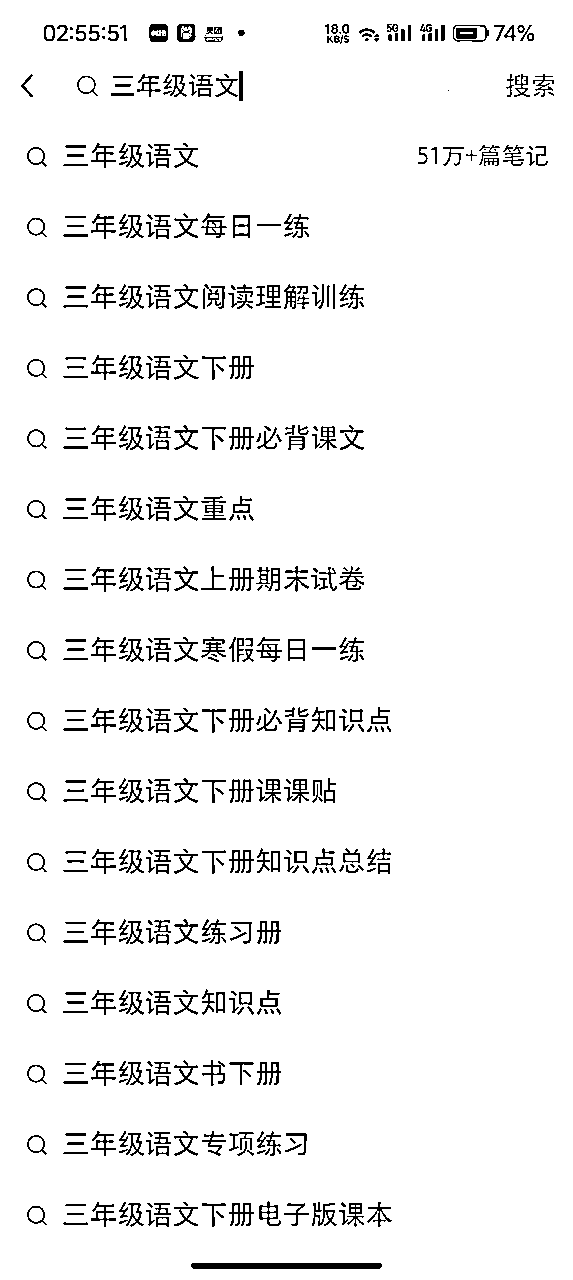 02:55:51 18.0 KB/S 5G 4G 74%
三年级语文 搜索
三年级语文 51万+篇笔记
三年级语文每日一练
三年级语文阅读理解训练
三年级语文下册
三年级语文下册必背课文
三年级语文重点
三年级语文上册期末试卷
三年级语文寒假每日一练
三年级语文下册必背知识点
三年级语文下册课课贴
三年级语文下册知识点总结
三年级语文练习册
三年级语文知识点
三年级语文书下册
三年级语文专项练习
三年级语文下册电子版课本